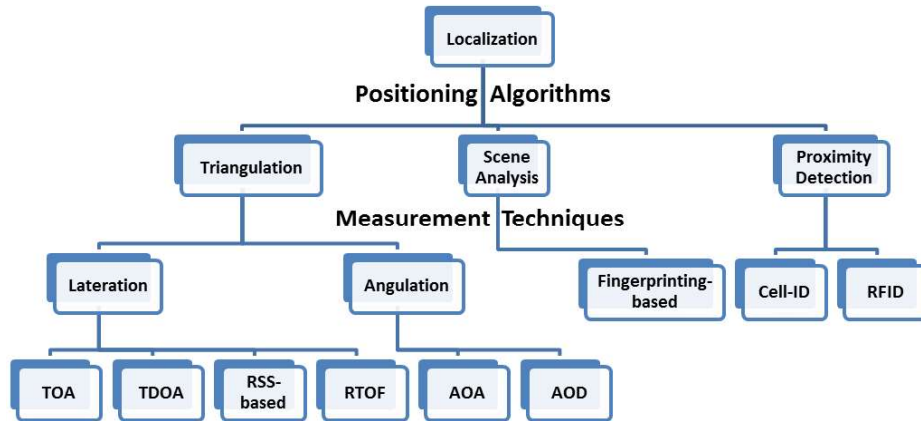 Localization
Positioning Algorithms
Triangulation
Scene
Analysis
Proximity
Detection
Measurement Techniques
Lateration
Angulation
Fingerprinting-
based
Cell-ID
RFID
TOA
TDOA
RSS-
based
RTOF
AOA
AOD